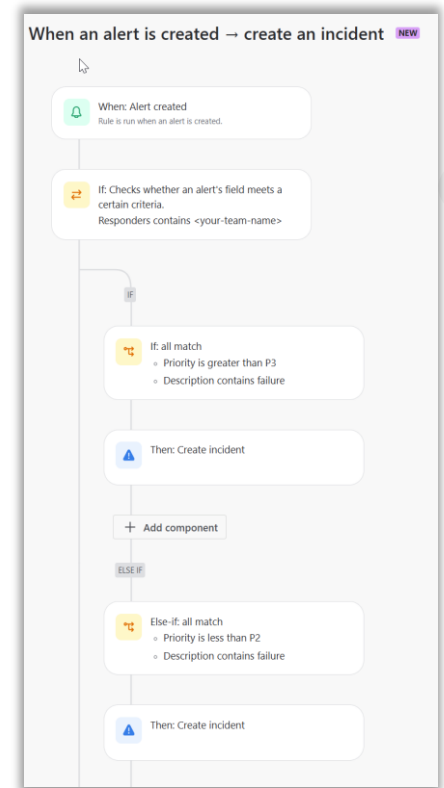 When an alert is created → create an incident NEW
When: Alert created
Rule is run when an alert is created.
If: Checks whether an alert's field meets a
certain criteria.
Responders contains <your-team-name>
IF
If: all match
Priority is greater than P3
Description contains failure
Then: Create incident
+ Add component
ELSE IF
Else-if: all match
Priority is less than P2
Description contains failure
Then: Create incident